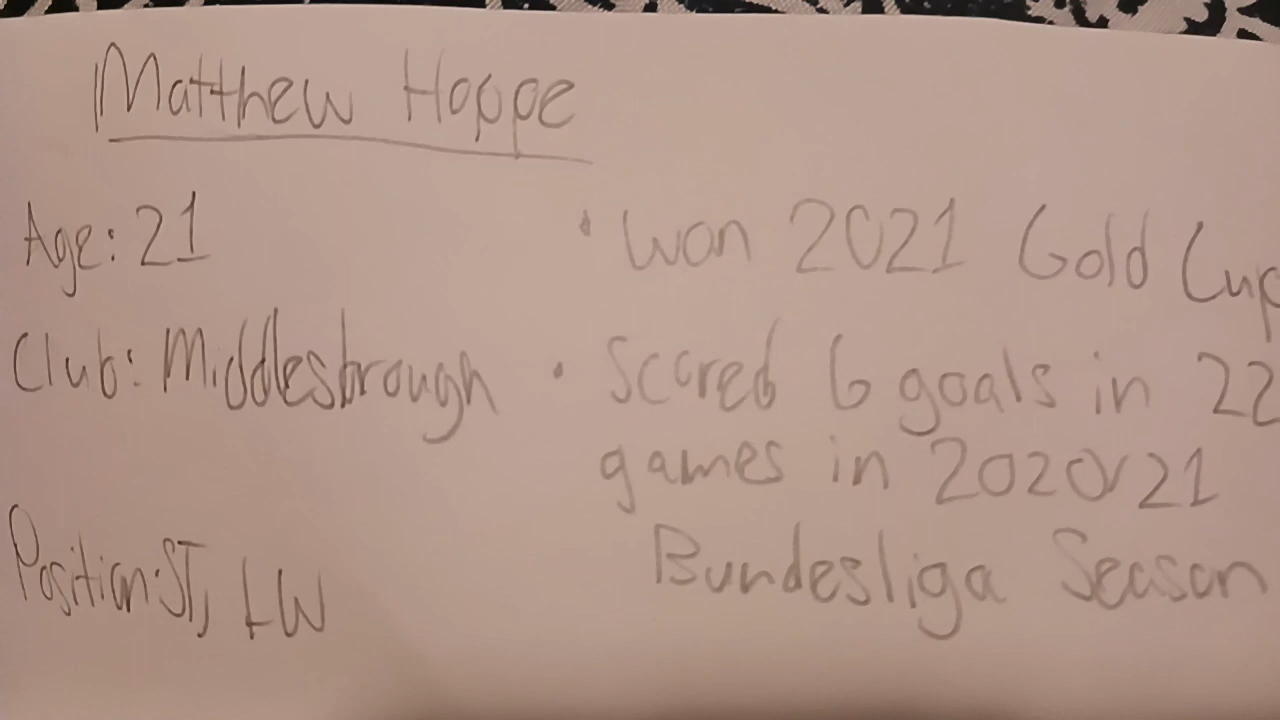 Matthew Hoppe
Age: 21
Club: Middlesbrough
Position: ST, LW
• Won 2021 Gold Cup
• Scored 6 goals in 22
games in 2020/21
Bundesliga Season